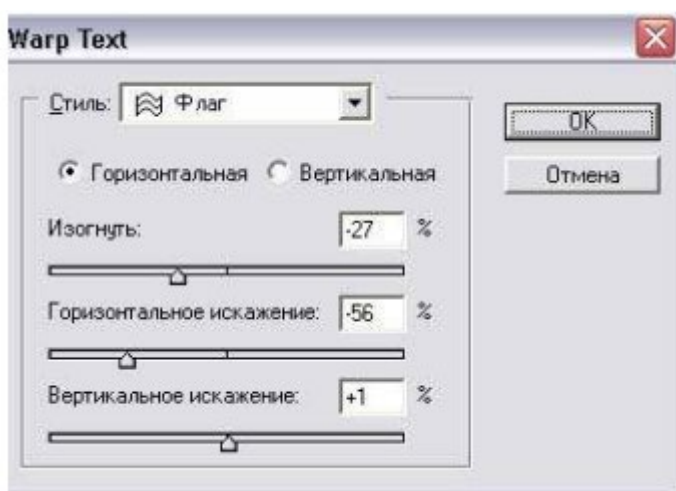 Warp Text
Стиль: Флаг
OK
Горизонтальная Вертикальная
Отмена
Изогнуть: -27 %
Горизонтальное искажение: -56 %
Вертикальное искажение: +1 %